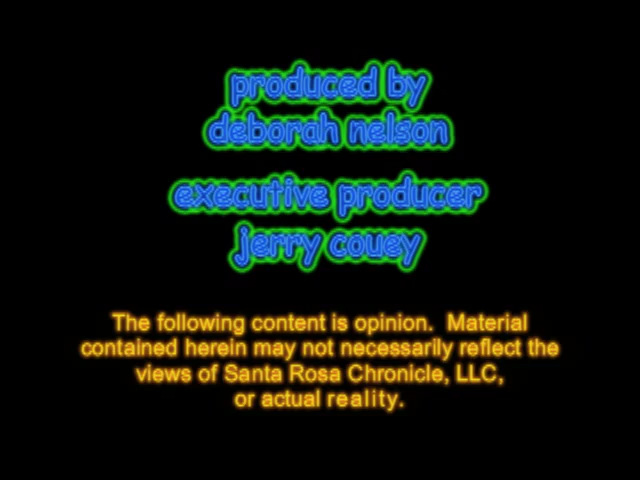 produced by
deborah nelson
executive producer
jerry couey
The following content is opinion.  Material
contained herein may not necessarily reflect the
views of Santa Rosa Chronicle, LLC,
or actual reality.